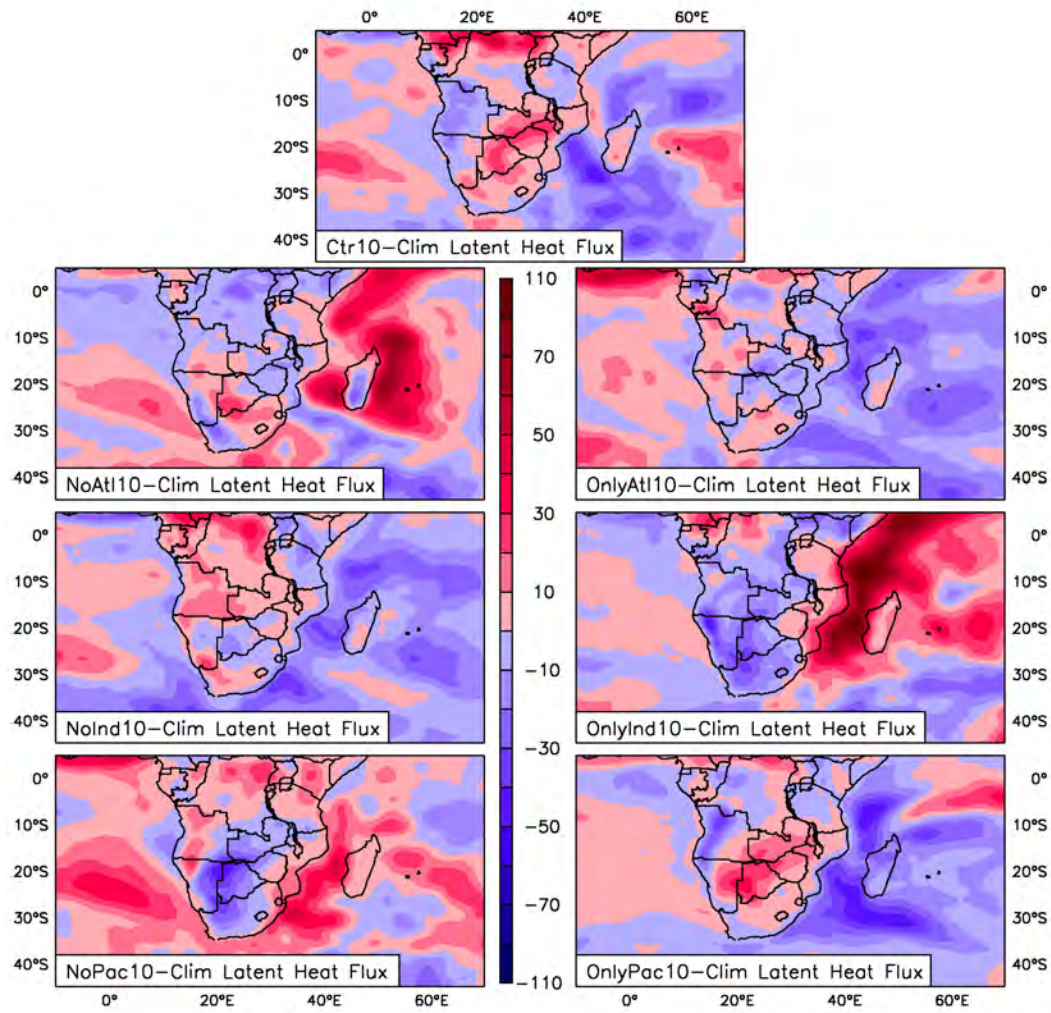 0° 20°E 40°E 60°E
0°
10°S
20°S
30°S
40°S
Ctr10-Clim Latent Heat Flux
0°
10°S
20°S
30°S
40°S
NoAtl10-Clim Latent Heat Flux
OnlyAtl10-Clim Latent Heat Flux
0°
10°S
20°S
30°S
40°S
110
70
50
30
10
-10
-30
-50
-70
-110
0°
10°S
20°S
30°S
40°S
NoInd10-Clim Latent Heat Flux
OnlyInd10-Clim Latent Heat Flux
0°
10°S
20°S
30°S
40°S
0°
10°S
20°S
30°S
40°S
NoPac10-Clim Latent Heat Flux
OnlyPac10-Clim Latent Heat Flux
0°
10°S
20°S
30°S
40°S
0° 20°E 40°E 60°E
0° 20°E 40°E 60°E